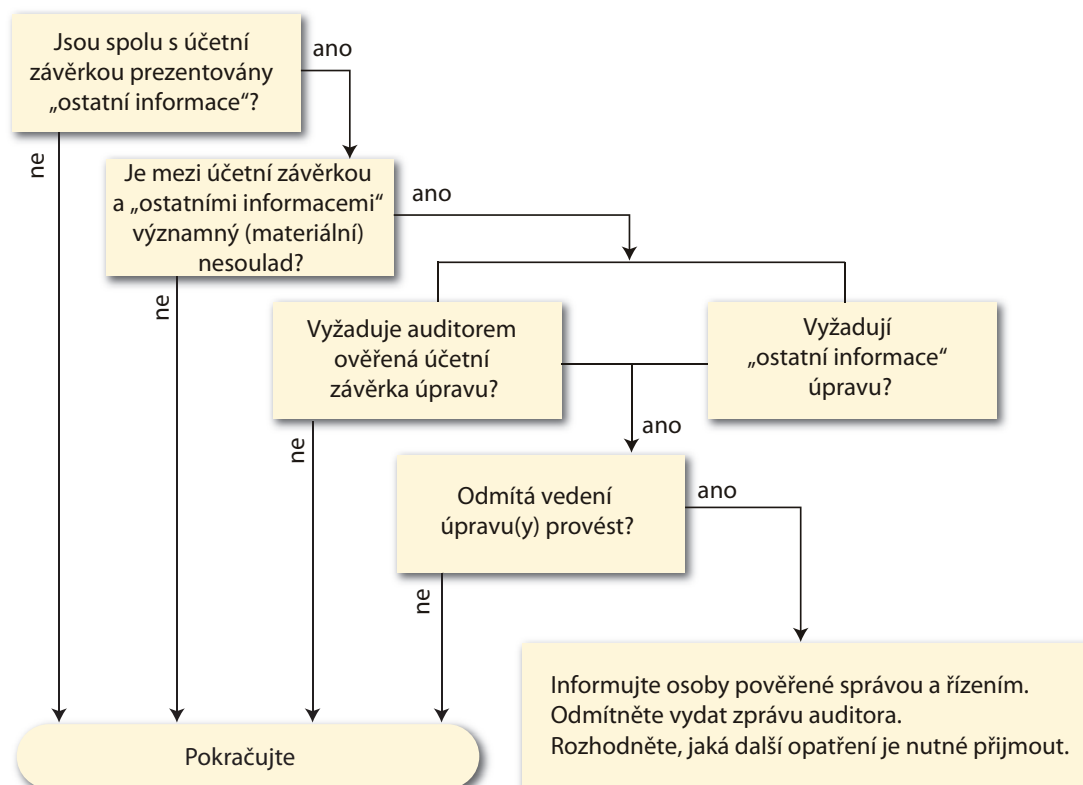 Jsou spolu s účetní
závěrkou prezentovány
„ostatní informace“?
ano
ne
Je mezi účetní závěrkou
a „ostatními informacemi“
významný (materiální)
nesoulad?
ano
ne
Vyžaduje auditorem
ověřená účetní
závěrka úpravu?
Vyžadují
„ostatní informace“
úpravu?
ne
ano
Odmítá vedení
úpravu(y) provést?
ano
ne
Informujte osoby pověřené správou a řízením.
Odmítněte vydat zprávu auditora.
Rozhodněte, jaká další opatření je nutné přijmout.
Pokračujte